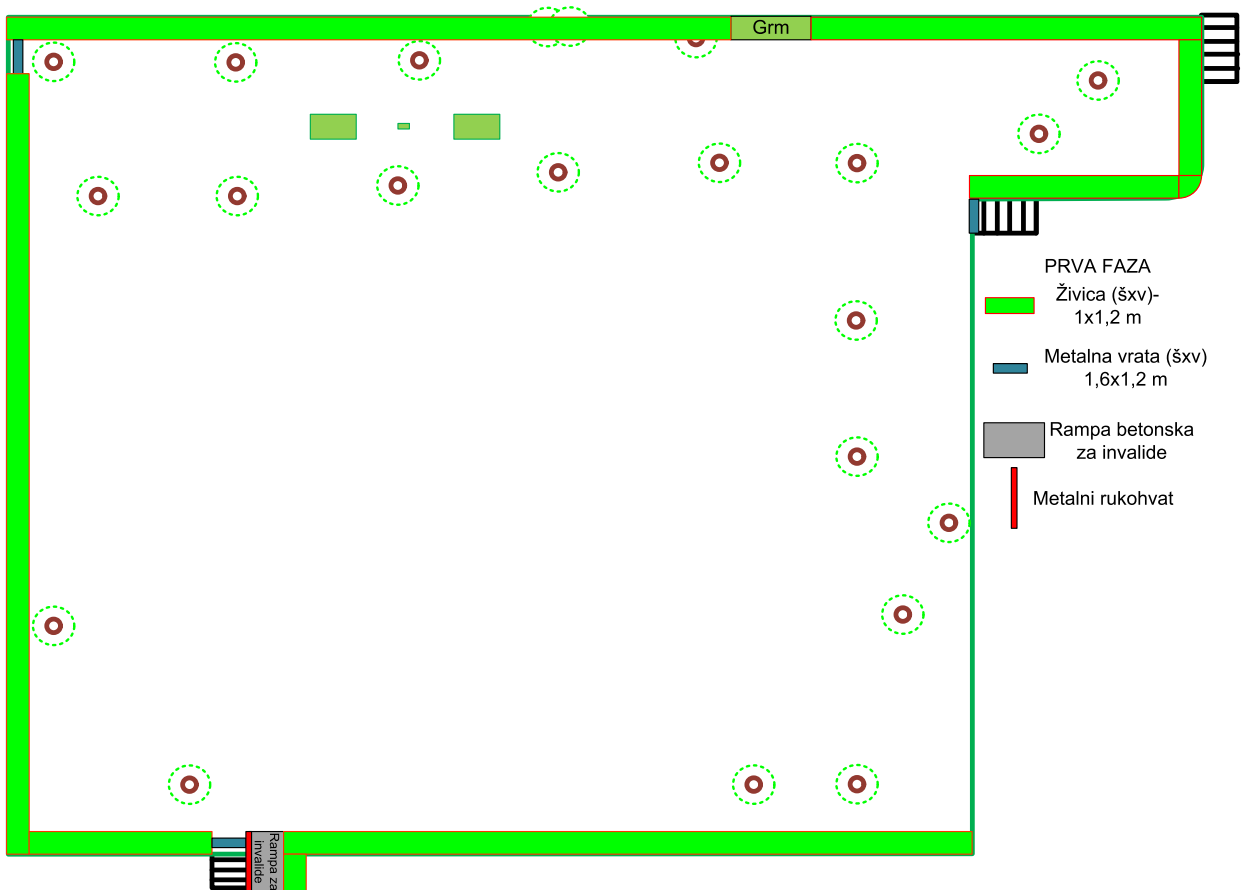 Grm
PRVA FAZA
Živica (šxv)-
1x1,2 m
Metalna vrata (šxv)
1,6x1,2 m
Rampa betonska
za invalide
Metalni rukohvat
Rampa za
invalide